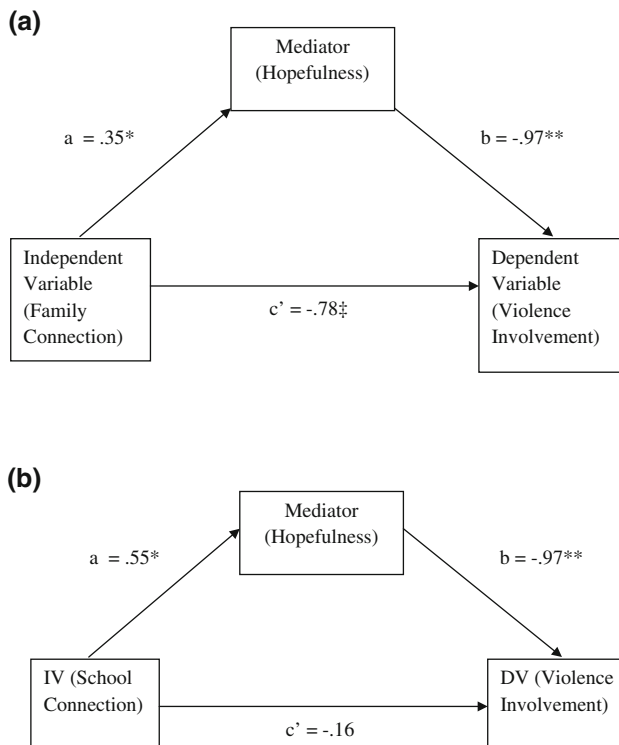 (a)
Mediator
(Hopefulness)
a = .35*
b = -.97**
Independent
Variable
(Family
Connection)
Dependent
Variable
(Violence
Involvement)
c’ = -.78‡
(b)
Mediator
(Hopefulness)
a = .55*
b = -.97**
IV (School
Connection)
DV (Violence
Involvement)
c’ = -.16